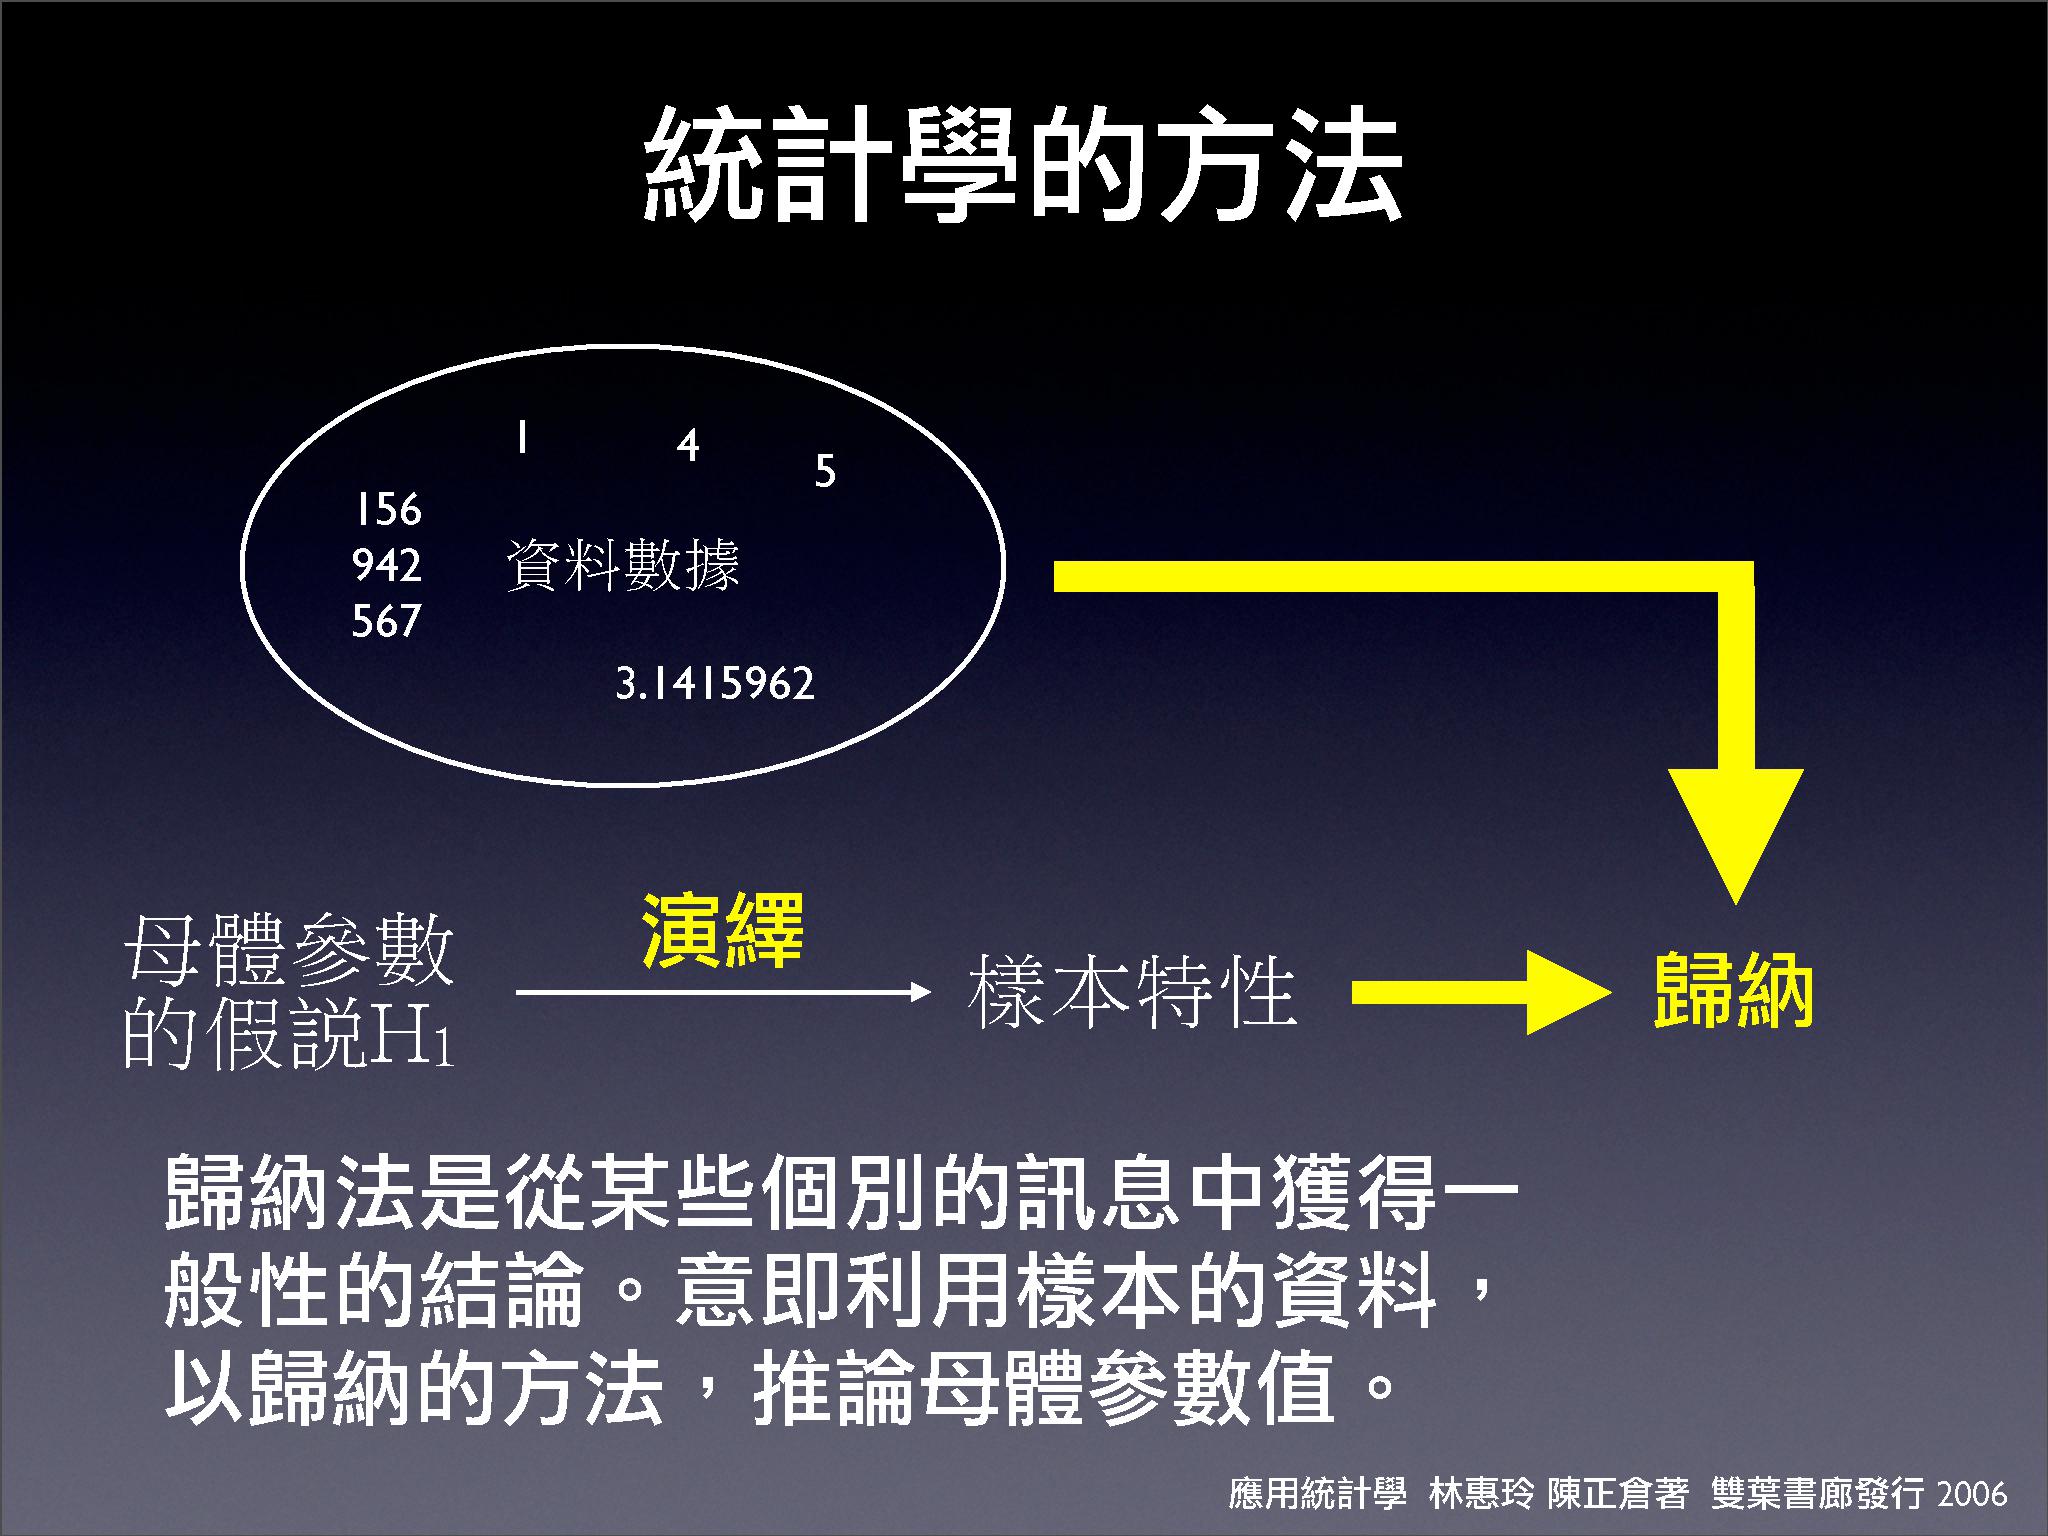 統計學的方法
1
4
5
156
942
567
資料數據
3.1415962
演繹
母體參數
的假説H1
樣本特性
歸納
歸納法是從某些個別的訊息中獲得一
般性的結論。意即利用樣本的資料，
以歸納的方法，推論母體參數值。
應用統計學 林惠玲 陳正倉著 雙葉書廊發行 2006